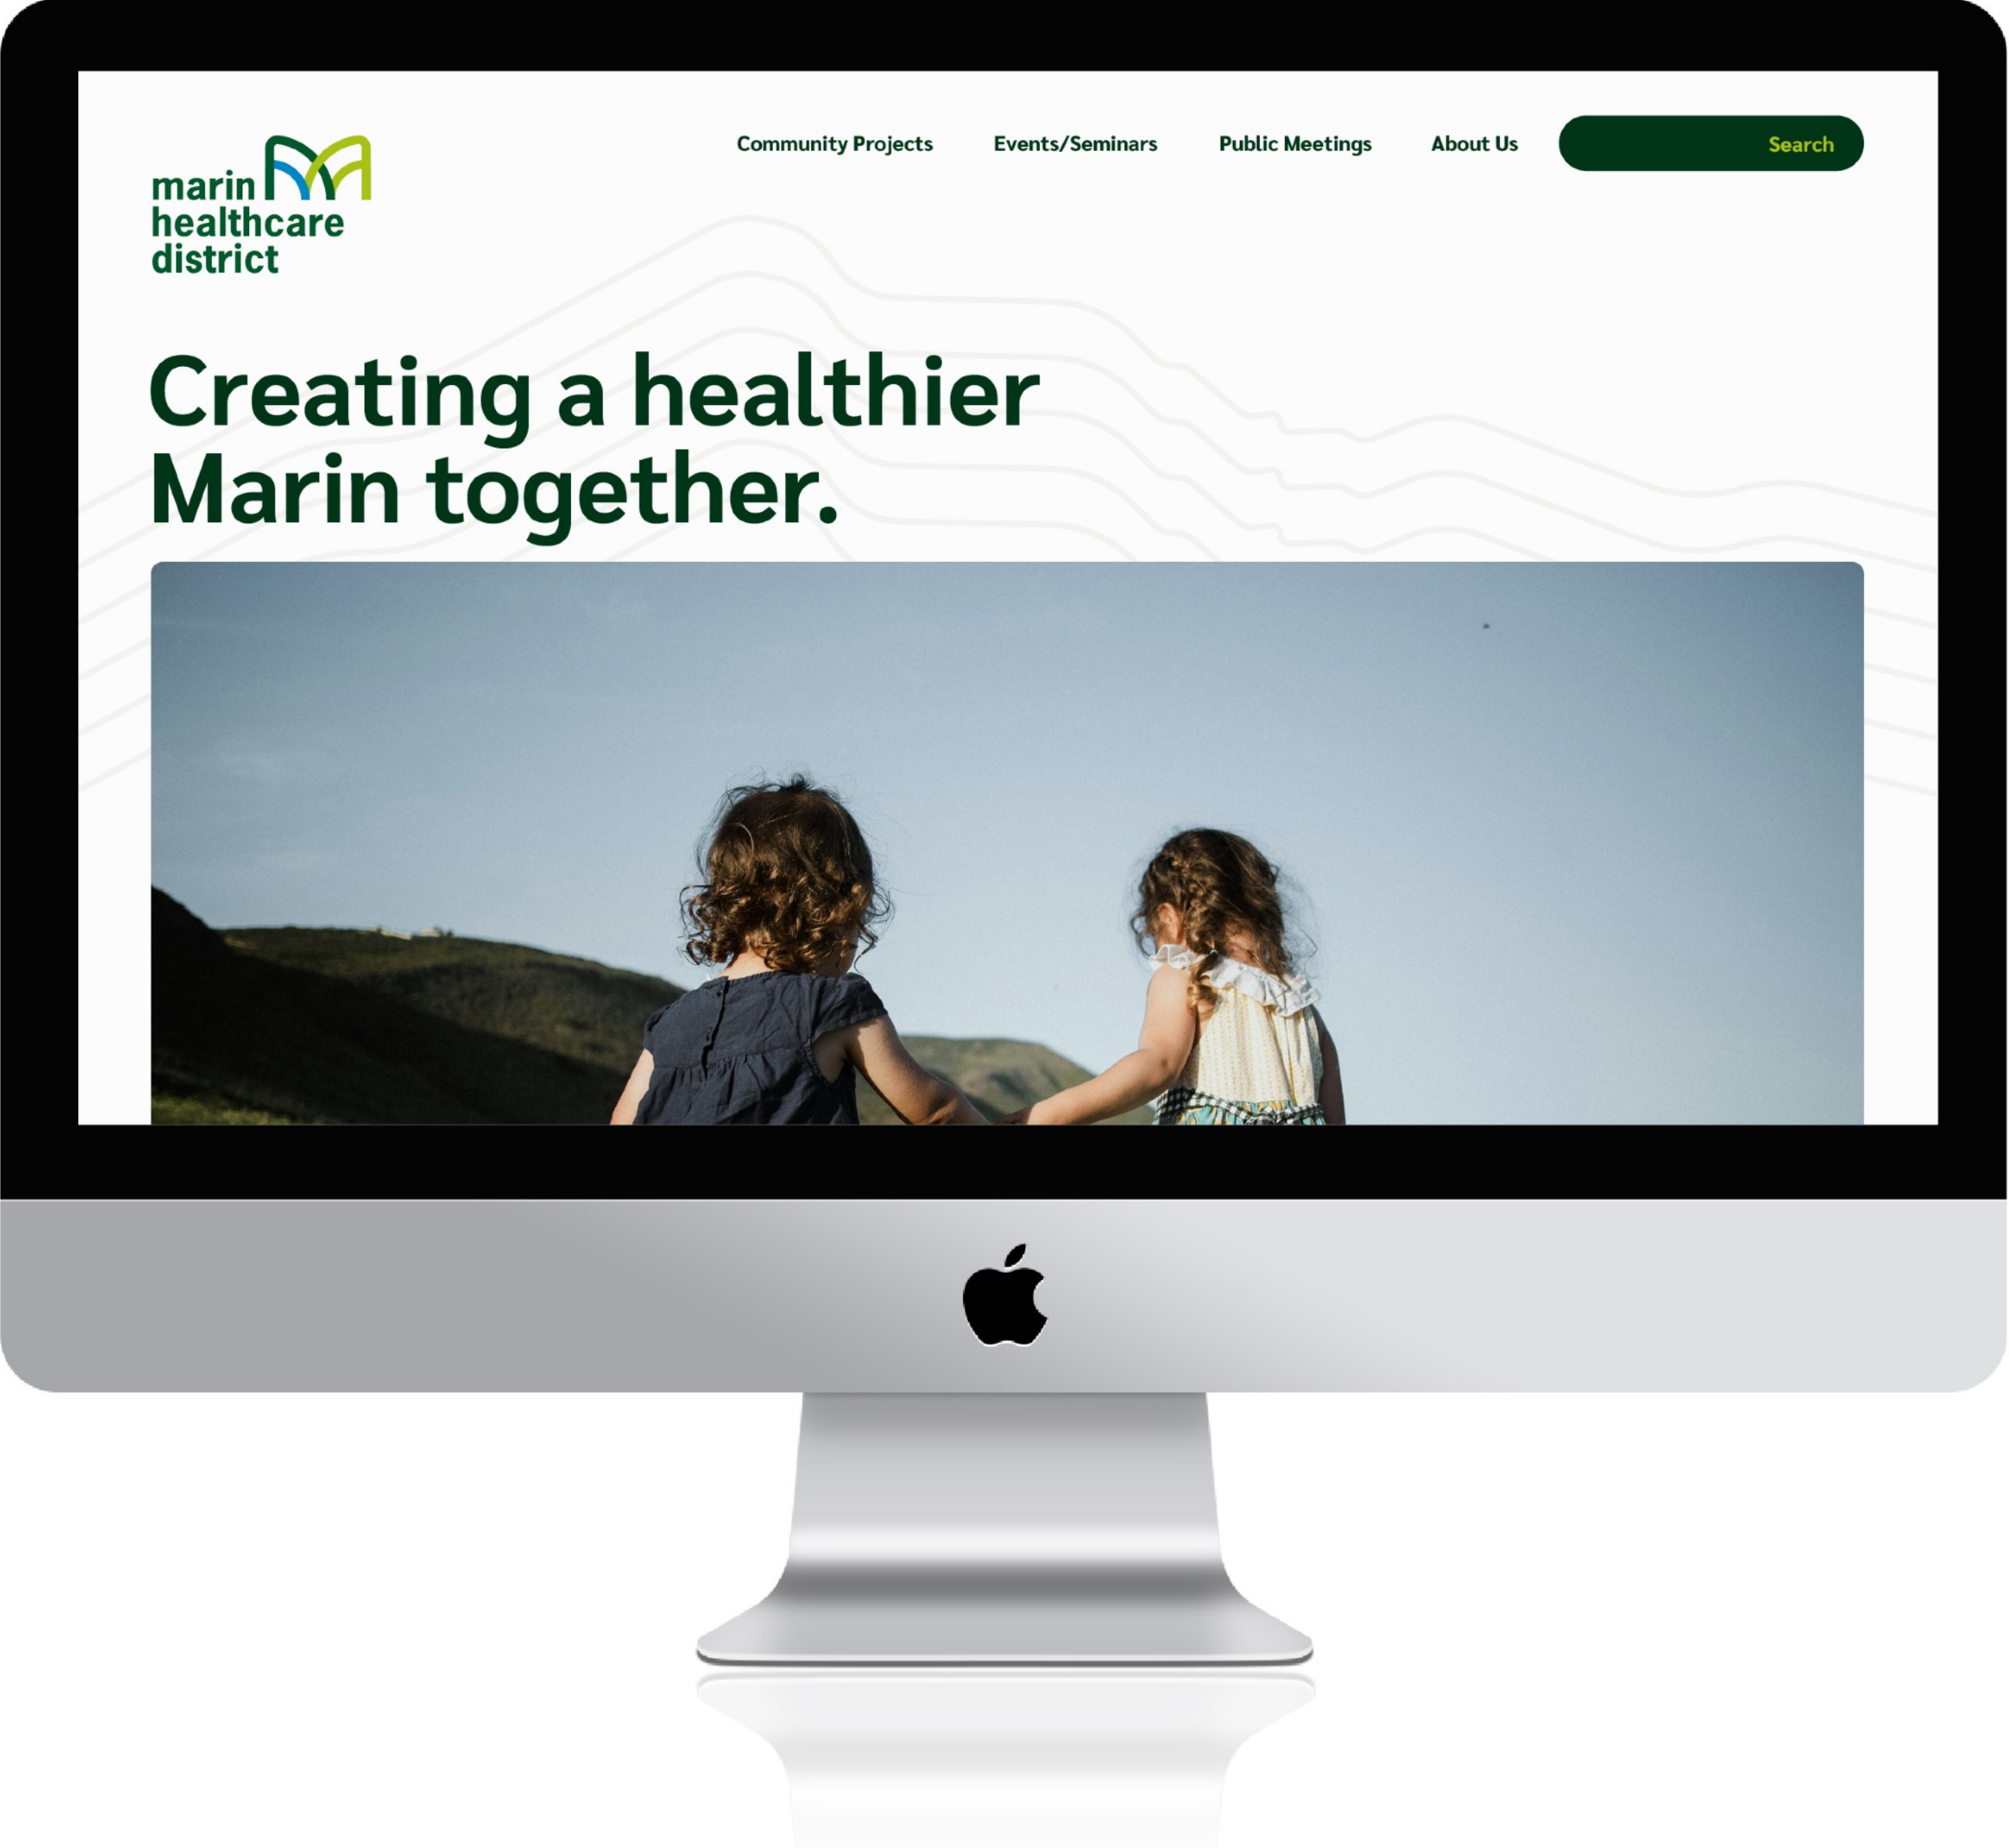 marin
healthcare
district
Community Projects
Events/Seminars
Public Meetings
About Us
Search
Creating a healthier
Marin together.